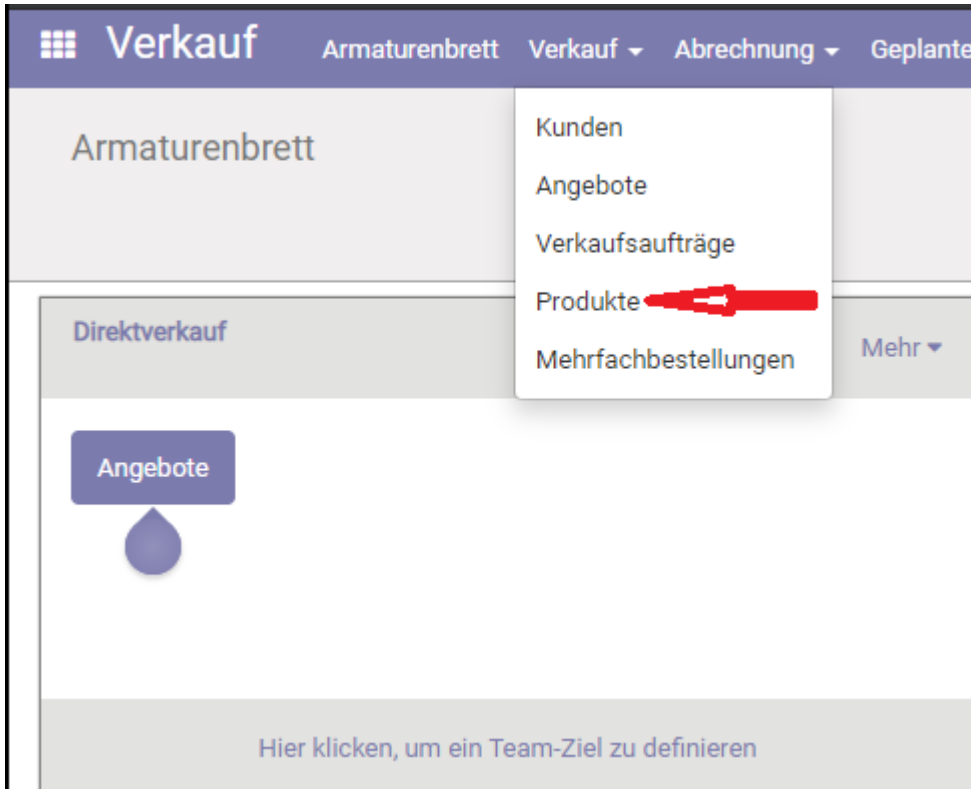 Verkauf Armaturenbrett Verkauf Abrechnung Geplante
Armaturenbrett
Kunden
Angebote
Verkaufsaufträge
Produkte
Mehrfachbestellungen
Direktverkauf
Mehr
Angebote
Hier klicken, um ein Team-Ziel zu definieren